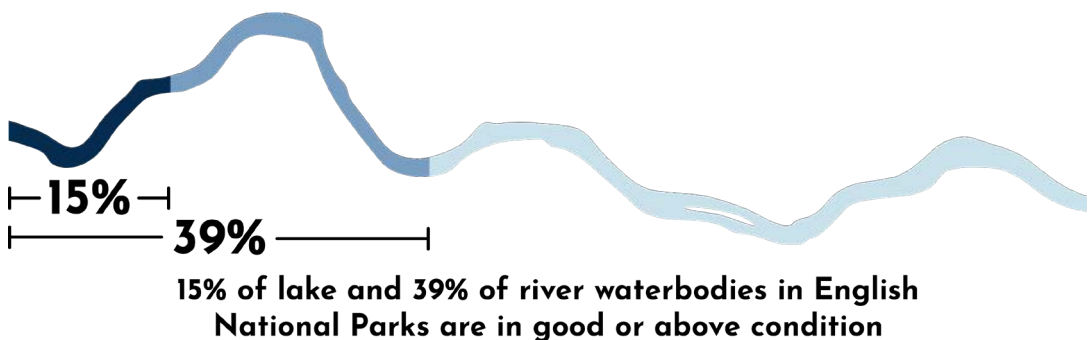 15%
39%
15% of lake and 39% of river waterbodies in English
National Parks are in good or above condition